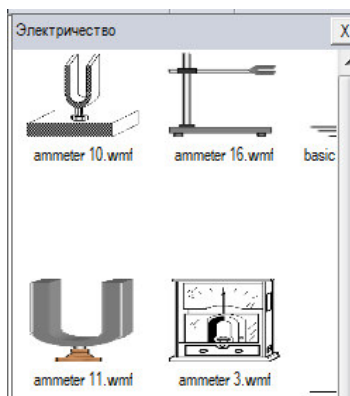 Электричество X
ammeter 10.wmf ammeter 16.wmf basic
ammeter 11.wmf ammeter 3.wmf